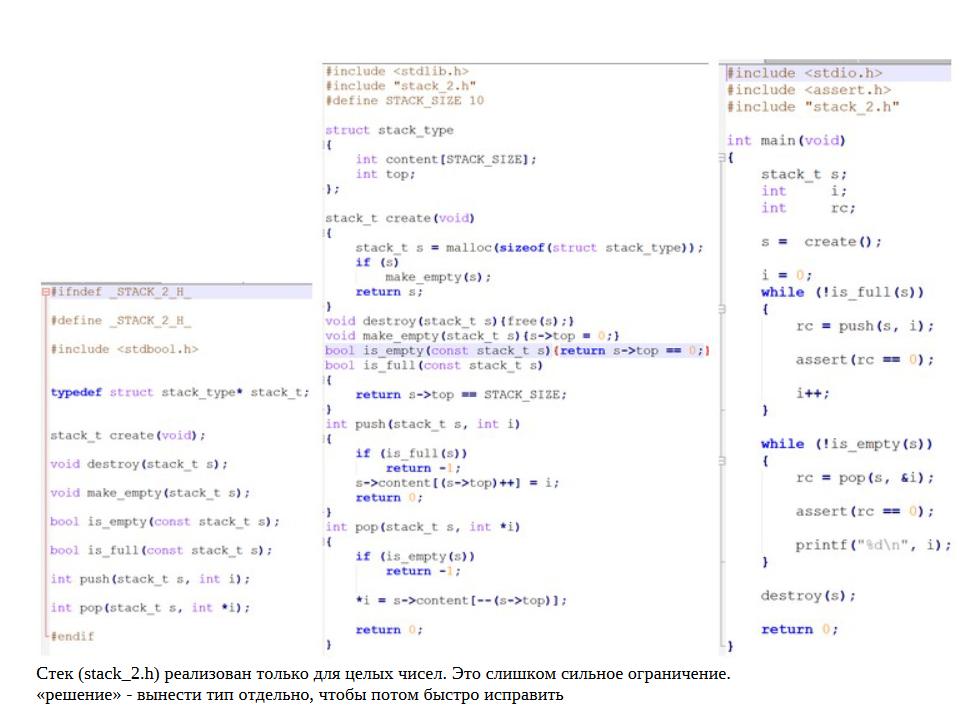 #ifndef _STACK_2_H_
#define _STACK_2_H_
#include <stdbool.h>
typedef struct stack_type* stack_t;
stack_t create(void);
void destroy(stack_t s);
void make_empty(stack_t s);
bool is_empty(const stack_t s);
bool is_full(const stack_t s);
int push(stack_t s, int i);
int pop(stack_t s, int *i);
#endif
#include <stdlib.h>
#include "stack_2.h"
#define STACK_SIZE 10
struct stack_type
{
int content[STACK_SIZE];
int top;
};
stack_t create(void)
{
stack_t s = malloc(sizeof(struct stack_type));
if (s)
make_empty(s);
return s;
}
void destroy(stack_t s){free(s);}
void make_empty(stack_t s){s->top = 0;}
bool is_empty(const stack_t s){return s->top == 0;}
bool is_full(const stack_t s)
{
return s->top == STACK_SIZE;
}
int push(stack_t s, int i)
{
if (is_full(s))
return -1;
s->content[(s->top)++] = i;
return 0;
}
int pop(stack_t s, int *i)
{
if (is_empty(s))
return -1;
*i = s->content[--(s->top)];
return 0;
}
#include <stdio.h>
#include <assert.h>
#include "stack_2.h"
int main(void)
{
stack_t s;
int i;
int rc;
s = create();
i = 0;
while (!is_full(s))
{
rc = push(s, i);
assert(rc == 0);
i++;
}
while (!is_empty(s))
{
rc = pop(s, &i);
assert(rc == 0);
printf("%d\n", i);
}
destroy(s);
return 0;
}
Стек (stack_2.h) реализован только для целых чисел. Это слишком сильное ограничение.
«решение» - вынести тип отдельно, чтобы потом быстро исправить